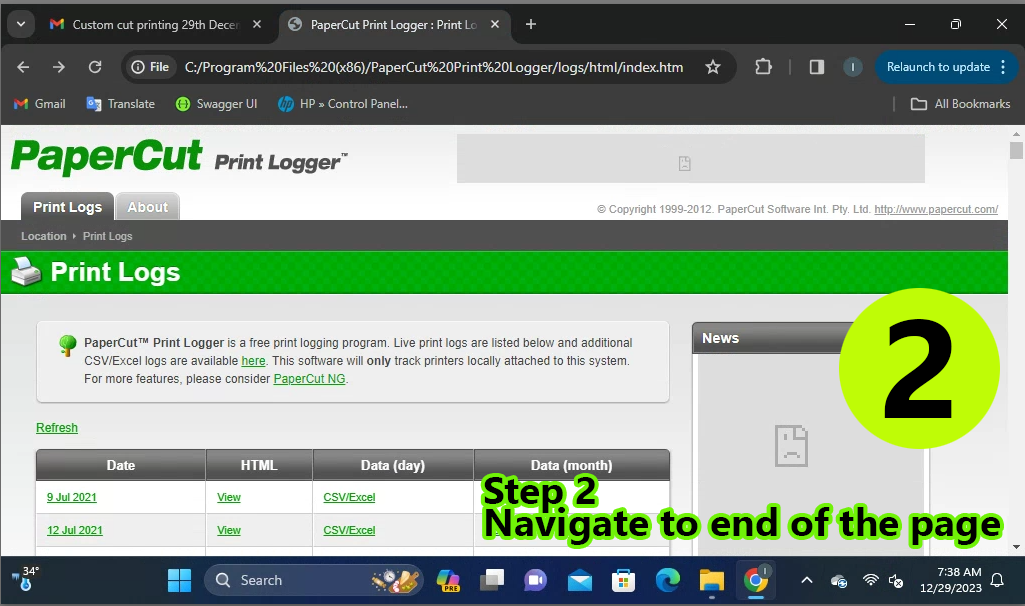 Custom cut printing 29th Decer
PaperCut Print Logger : Print Lo
File
C:/Program%20Files%20(x86)/PaperCut%20Print%20Logger/logs/html/index.htm
I
Relaunch to update
Gmail
Translate
Swagger UI
HP » Control Panel...
All Bookmarks
PaperCut Print Logger™
Print Logs
About
© Copyright 1999-2012. PaperCut Software Int. Pty. Ltd. http://www.papercut.com/
Location
Print Logs
Print Logs
PaperCut™ Print Logger is a free print logging program. Live print logs are listed below and additional
CSV/Excel logs are available here. This software will only track printers locally attached to this system.
For more features, please consider PaperCut NG.
News
2
Refresh
Date HTML Data (day) Data (month)
9 Jul 2021 View CSV/Excel
12 Jul 2021 View CSV/Excel
Step 2
Navigate to end of the page
34°
Search
PRE
I
7:38 AM
12/29/2023